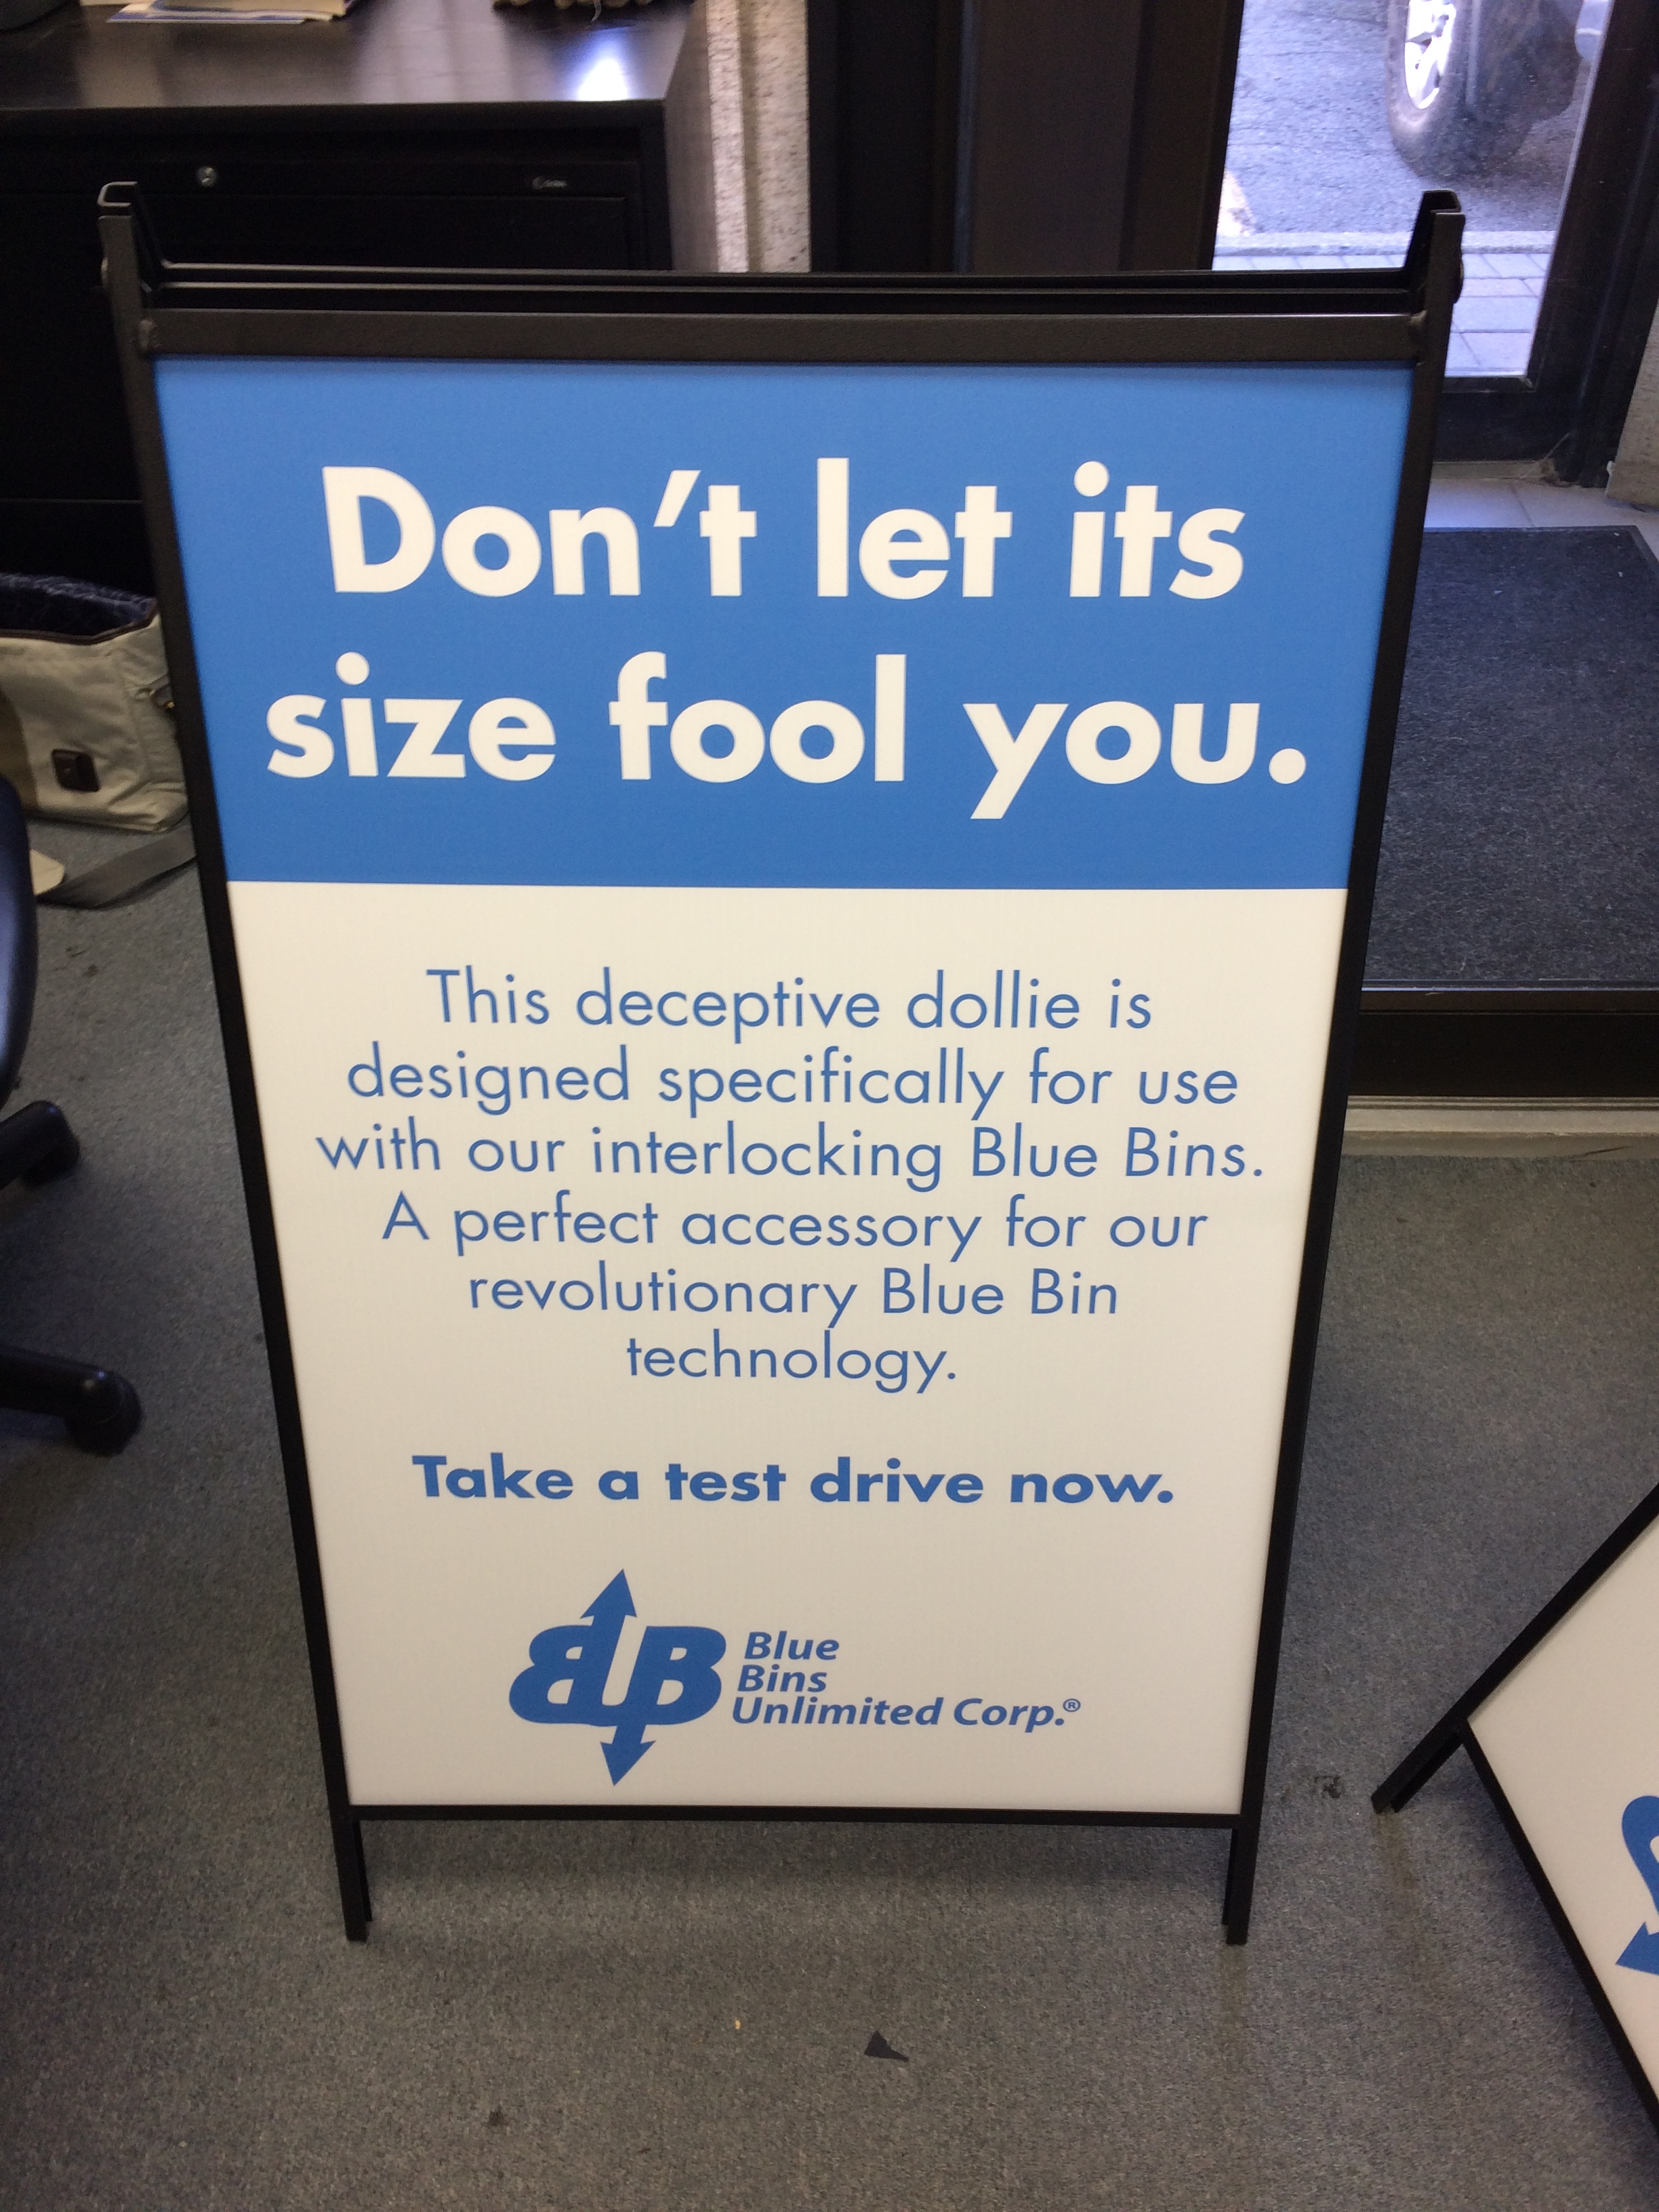 Don't let its
size fool you.
This deceptive dollie is
designed specifically for use
with our interlocking Blue Bins.
A perfect accessory for our
revolutionary Blue Bin
technology.
Take a test drive now.
BUB
Blue
Bins
Unlimited Corp.®